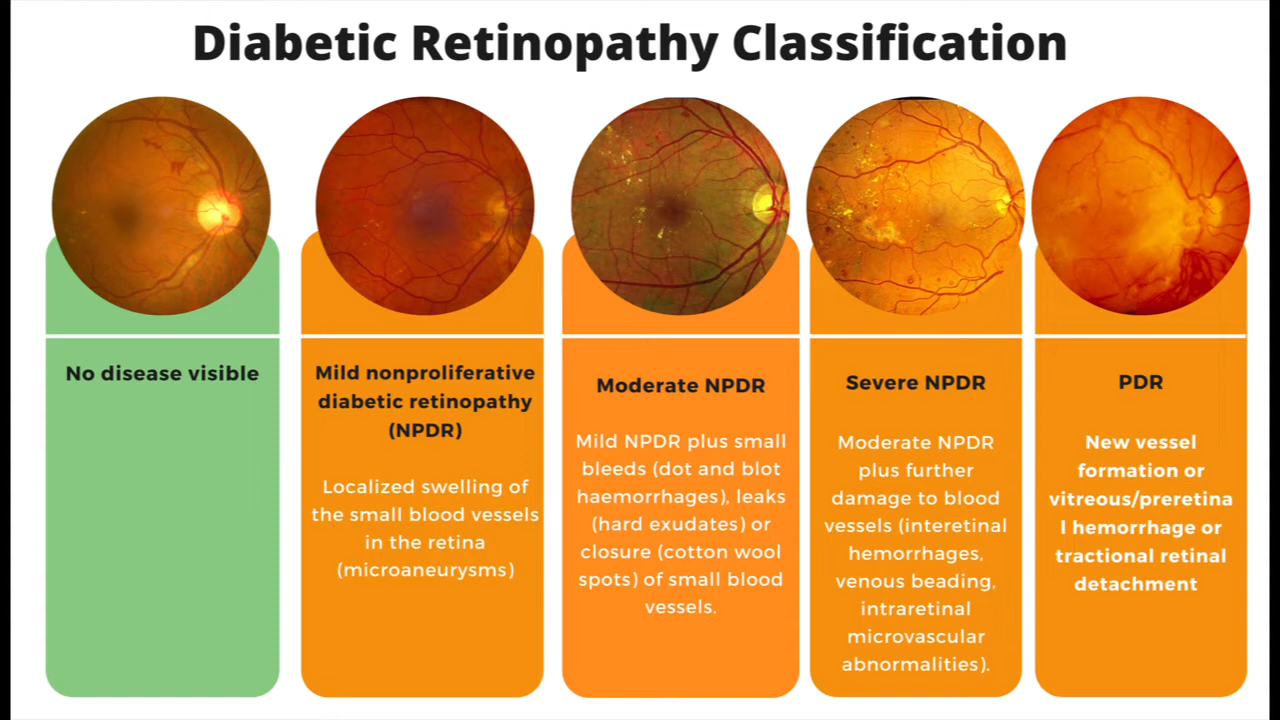 Diabetic Retinopathy Classification
No disease visible
Mild nonproliferative
diabetic retinopathy
(NPDR)
Localized swelling of
the small blood vessels
in the retina
(microaneurysms)
Moderate NPDR
Mild NPDR plus small
bleeds (dot and blot
haemorrhages), leaks
(hard exudates) or
closure (cotton wool
spots) of small blood
vessels.
Severe NPDR
Moderate NPDR
plus further
damage to blood
vessels (interetinal
hemorrhages,
venous beading,
intraretinal
microvascular
abnormalities).
PDR
New vessel
formation or
vitreous/preretina
l hemorrhage or
tractional retinal
detachment